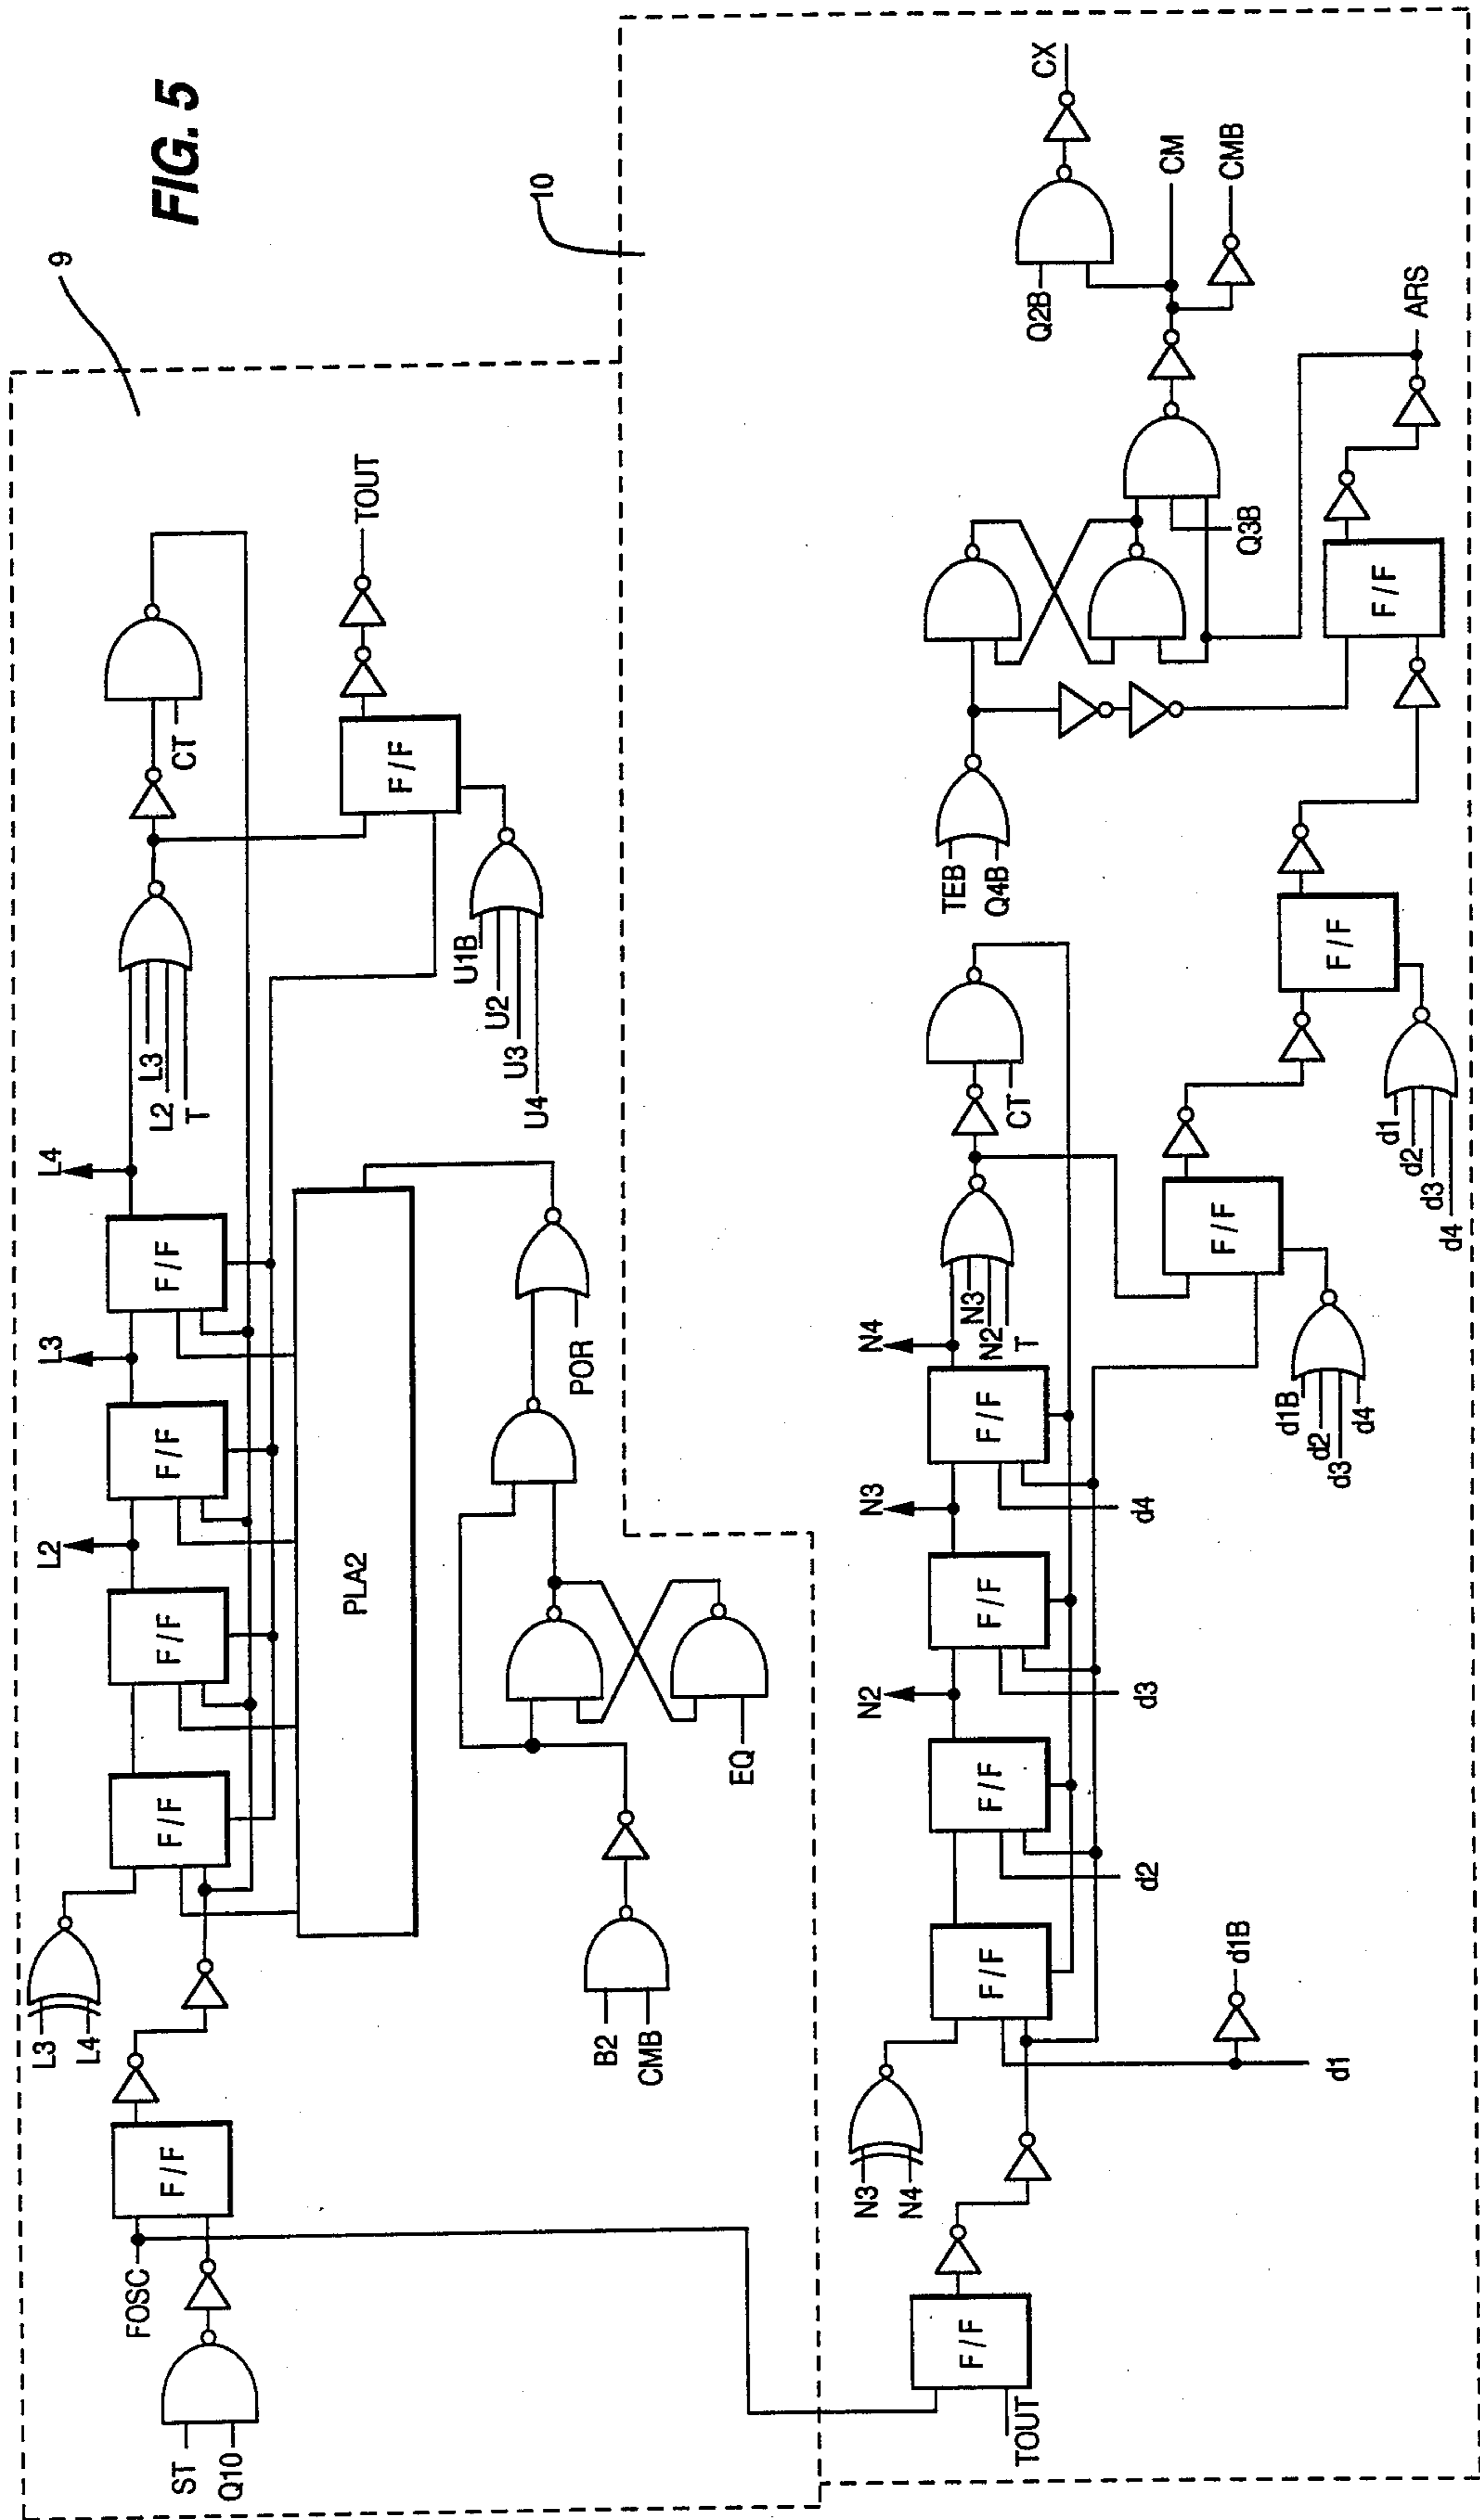 FIG. 5
9
ST
Q10
FOSC
F/F
L3
L4
F/F
F/F
L2
F/F
L3
F/F
L4
L3
L2
T
CT
U1B
U2
U3
U4
F/F
TOUT
PLA2
B2
CMB
EQ
POR
10
TOUT
F/F
N3
N4
F/F
d1
d1B
F/F
d2
N2
F/F
d3
N3
F/F
d4
N4
N3
N2
T
CT
d1B
d2
d3
d4
F/F
d1
d2
d3
d4
F/F
TEB
Q4B
F/F
Q3B
ARS
Q2B
CX
CM
CMB